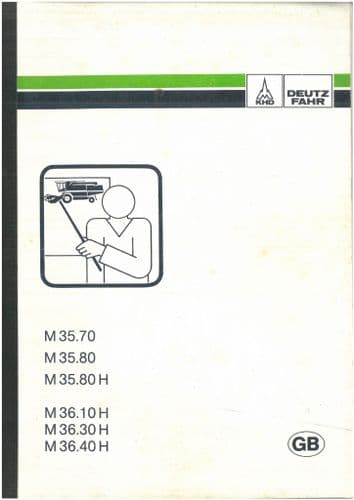 KHD
DEUTZ
FAHR
M 35.70
M 35.80
M 35.80 H
M 36.10 H
M 36.30 H
M 36.40 H
GB